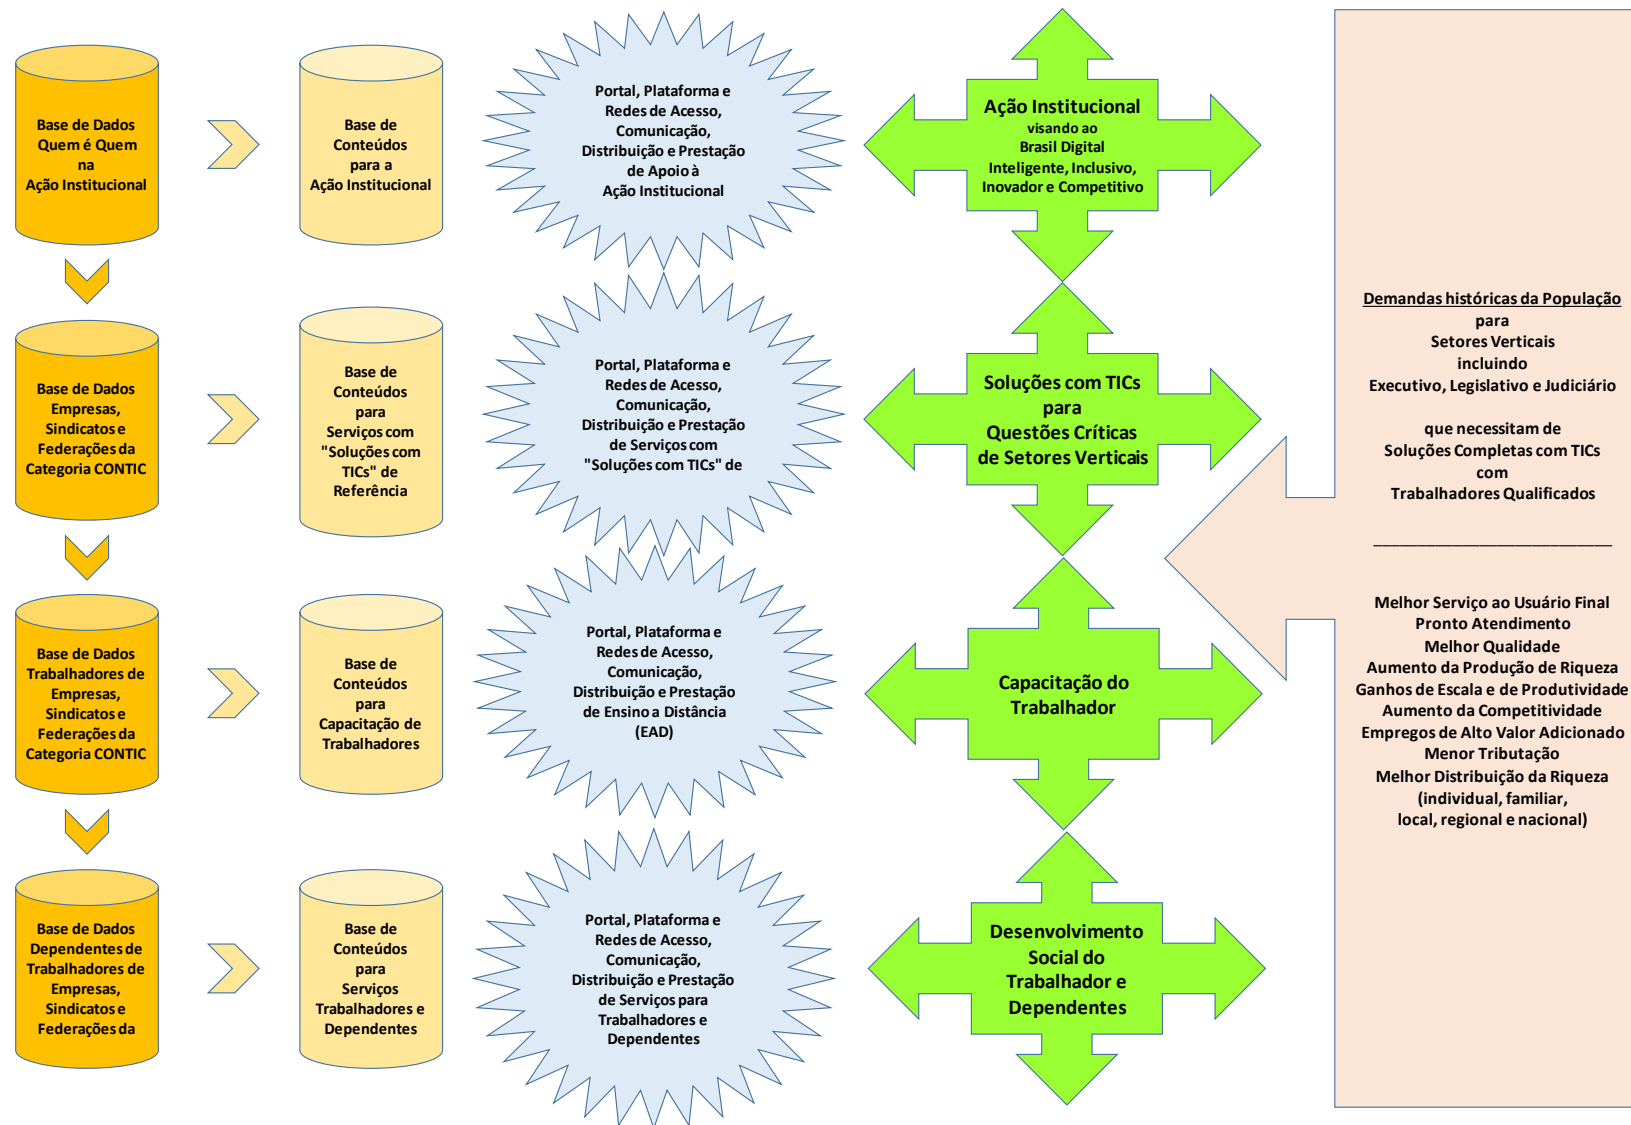 Base de Dados
Quem é Quem
na
Ação Institucional
Base de
Conteúdos
para a
Ação Institucional
Portal, Plataforma e
Redes de Acesso,
Comunicação,
Distribuição e Prestação
de Apoio à
Ação Institucional
Ação Institucional
visando ao
Brasil Digital
Inteligente, Inclusivo,
Inovador e Competitivo
Base de Dados
Empresas,
Sindicatos e
Federações da
Categoria CONTIC
Base de
Conteúdos
para
Serviços com
"Soluções com
TICs" de
Referência
Portal, Plataforma e
Redes de Acesso,
Comunicação,
Distribuição e Prestação
de Serviços com
"Soluções com TICs" de
Soluções com TICs
para
Questões Críticas
de Setores Verticais
Base de Dados
Trabalhadores de
Empresas,
Sindicatos e
Federações da
Categoria CONTIC
Base de
Conteúdos
para
Capacitação de
Trabalhadores
Portal, Plataforma e
Redes de Acesso,
Comunicação,
Distribuição e Prestação
de Ensino a Distância
(EAD)
Capacitação do
Trabalhador
Base de Dados
Dependentes de
Trabalhadores de
Empresas,
Sindicatos e
Federações da
Base de
Conteúdos
para
Serviços
Trabalhadores e
Dependentes
Portal, Plataforma e
Redes de Acesso,
Comunicação,
Distribuição e Prestação
de Serviços para
Trabalhadores e
Dependentes
Desenvolvimento
Social do
Trabalhador e
Dependentes
Demandas históricas da População
para
Setores Verticais
incluindo
Executivo, Legislativo e Judiciário
que necessitam de
Soluções Completas com TICs
com
Trabalhadores Qualificados
Melhor Serviço ao Usuário Final
Pronto Atendimento
Melhor Qualidade
Aumento da Produção de Riqueza
Ganhos de Escala e de Produtividade
Aumento da Competitividade
Empregos de Alto Valor Adicionado
Menor Tributação
Melhor Distribuição da Riqueza
(individual, familiar,
local, regional e nacional)